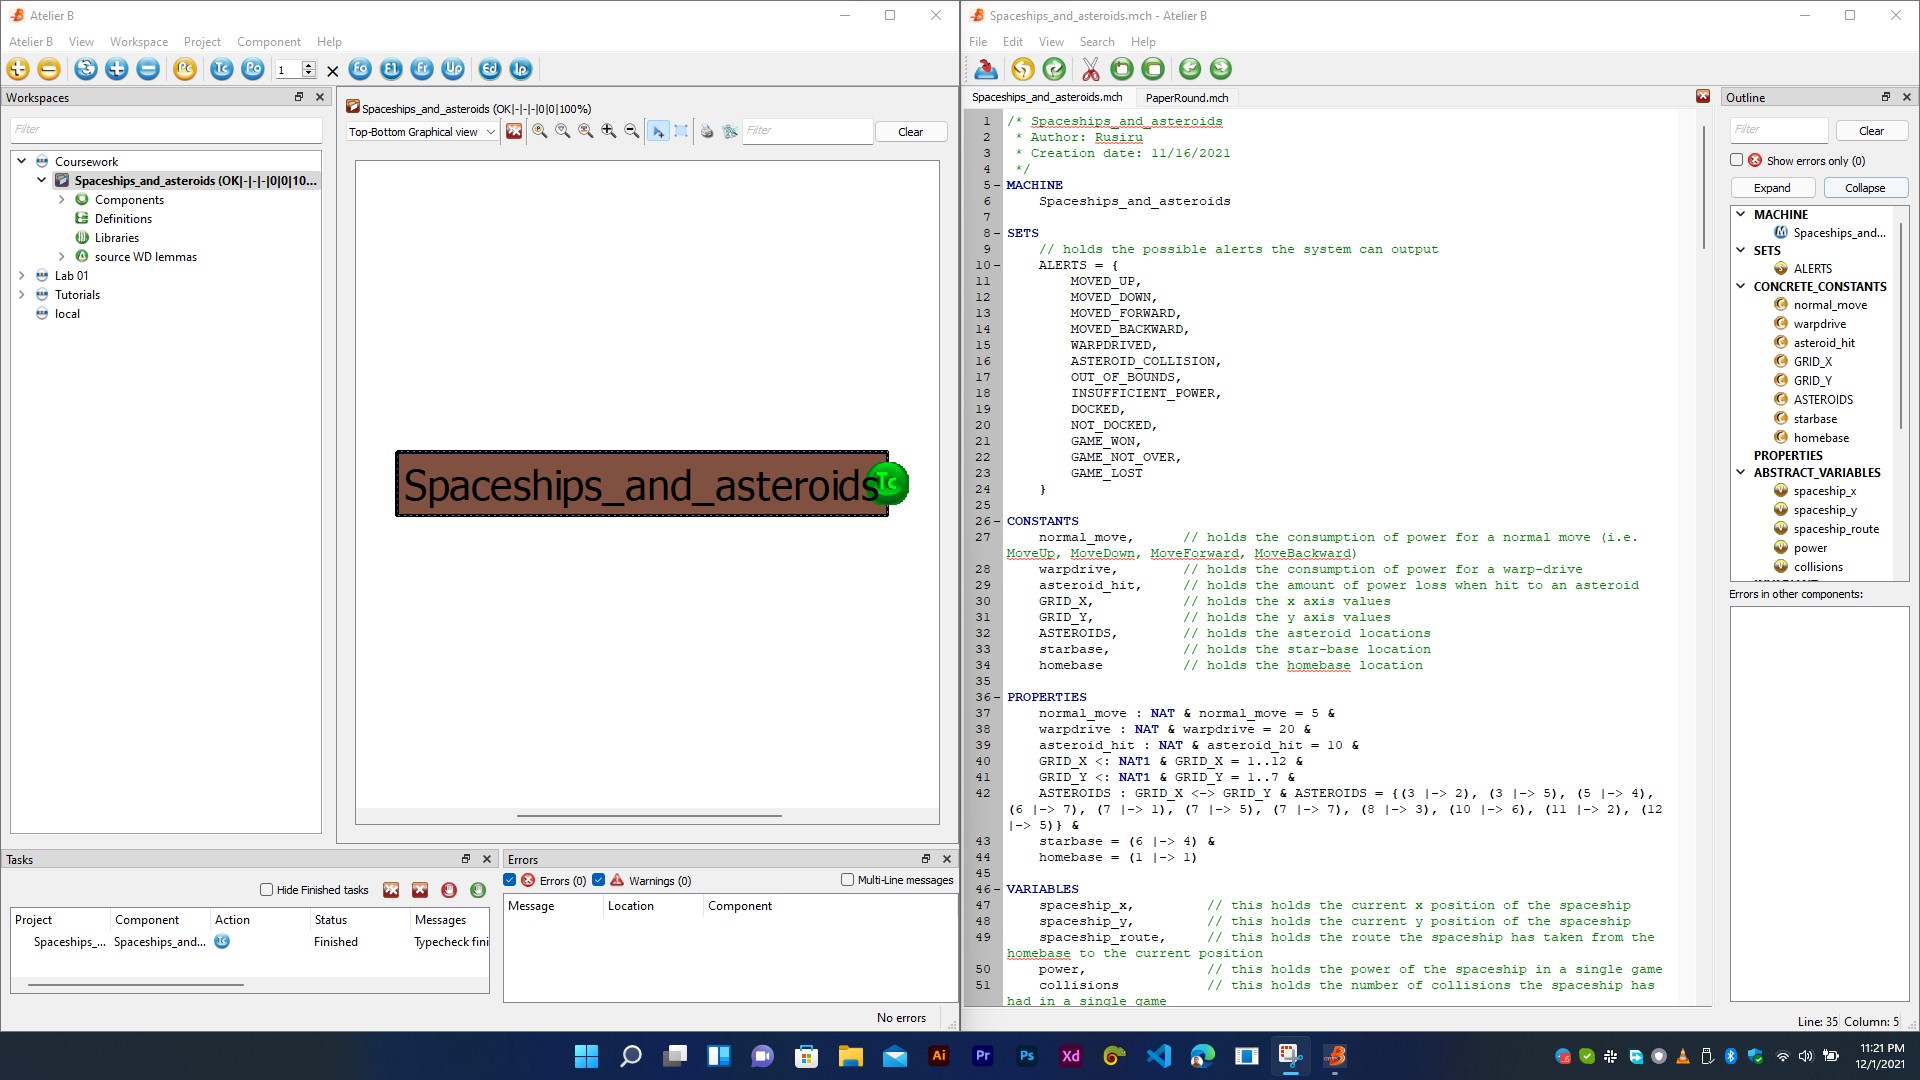 Atelier B
Atelier B View Workspace Project Component Help
Pc Tc Po 1 Fo El Fr Up Ed Ip
Workspaces
Filter
Coursework
Spaceships_and_asteroids (OK|-|-|-|0|0|10...
Components
Definitions
Libraries
source WD lemmas
Lab 01
Tutorials
local
Spaceships_and_asteroids (OK|-|-|-|0|0|100%)
Top-Bottom Graphical view
Filter
Clear
Spaceships_and_asteroids
Tc
Tasks
Hide Finished tasks
Project Component Action Status Messages
Spaceships_... Spaceships_and... Tc Finished Typecheck fini
Errors
Errors (0) Warnings (0) Multi-Line messages
Message Location Component
No errors
Spaceships_and_asteroids.mch - Atelier B
File Edit View Search Help
Spaceships_and_asteroids.mch PaperRound.mch
1 /* Spaceships_and_asteroids
2 * Author: Rusiru
3 * Creation date: 11/16/2021
4 */
5 MACHINE
6 Spaceships_and_asteroids
7
8 SETS
9 // holds the possible alerts the system can output
10 ALERTS = {
11 MOVED_UP,
12 MOVED_DOWN,
13 MOVED_FORWARD,
14 MOVED_BACKWARD,
15 WARPDRIVED,
16 ASTEROID_COLLISION,
17 OUT_OF_BOUNDS,
18 INSUFFICIENT_POWER,
19 DOCKED,
20 NOT_DOCKED,
21 GAME_WON,
22 GAME_NOT_OVER,
23 GAME_LOST
24 }
25
26 CONSTANTS
27 normal_move, // holds the consumption of power for a normal move (i.e.
MoveUp, MoveDown, MoveForward, MoveBackward)
28 warpdrive, // holds the consumption of power for a warp-drive
29 asteroid_hit, // holds the amount of power loss when hit to an asteroid
30 GRID_X, // holds the x axis values
31 GRID_Y, // holds the y axis values
32 ASTEROIDS, // holds the asteroid locations
33 starbase, // holds the star-base location
34 homebase // holds the homebase location
35
36 PROPERTIES
37 normal_move : NAT & normal_move = 5 &
38 warpdrive : NAT & warpdrive = 20 &
39 asteroid_hit : NAT & asteroid_hit = 10 &
40 GRID_X <: NAT1 & GRID_X = 1..12 &
41 GRID_Y <: NAT1 & GRID_Y = 1..7 &
42 ASTEROIDS : GRID_X <-> GRID_Y & ASTEROIDS = {(3 |-> 2), (3 |-> 5), (5 |-> 4),
(6 |-> 7), (7 |-> 1), (7 |-> 5), (7 |-> 7), (8 |-> 3), (10 |-> 6), (11 |-> 2), (12
|-> 5)} &
43 starbase = (6 |-> 4) &
44 homebase = (1 |-> 1)
45
46 VARIABLES
47 spaceship_x, // this holds the current x position of the spaceship
48 spaceship_y, // this holds the current y position of the spaceship
49 spaceship_route, // this holds the route the spaceship has taken from the
homebase to the current position
50 power, // this holds the power of the spaceship in a single game
51 collisions // this holds the number of collisions the spaceship has
had in a single game
Outline
Filter
Clear
Show errors only (0)
Expand Collapse
MACHINE
Spaceships_and...
SETS
ALERTS
CONCRETE_CONSTANTS
normal_move
warpdrive
asteroid_hit
GRID_X
GRID_Y
ASTEROIDS
starbase
homebase
PROPERTIES
ABSTRACT_VARIABLES
spaceship_x
spaceship_y
spaceship_route
power
collisions
Errors in other components:
Line: 35 Column: 5
Ai Pr Ps Xd
11:21 PM
12/1/2021